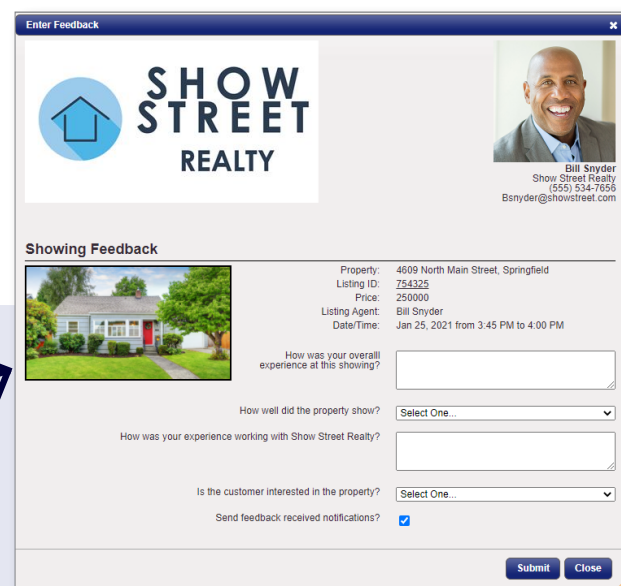 Enter Feedback
SHOW
STREET
REALTY
Bill Snyder
Show Street Realty
(555) 534-7656
Bsnyder@showstreet.com
Showing Feedback
Property: 4609 North Main Street, Springfield
Listing ID: 754325
Price: 250000
Listing Agent: Bill Snyder
Date/Time: Jan 25, 2021 from 3:45 PM to 4:00 PM
How was your overalll
experience at this showing?
How well did the property show? Select One...
How was your experience working with Show Street Realty?
Is the customer interested in the property? Select One...
Send feedback received notifications?
Submit Close